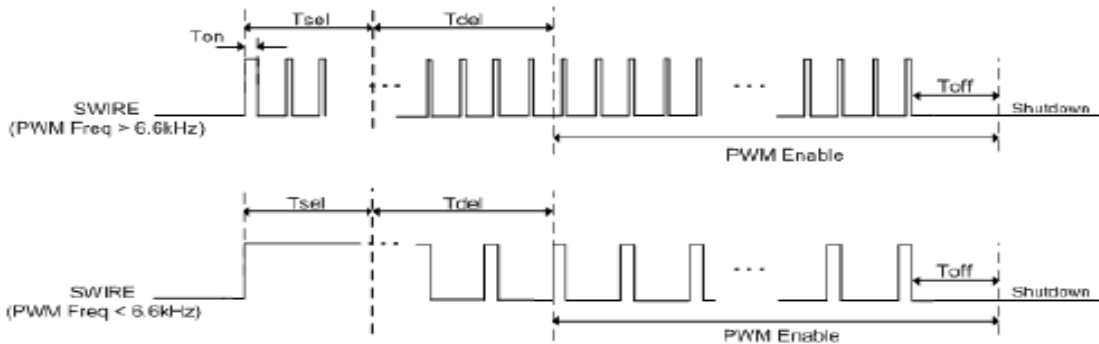 Tsel
Tdel
Ton
Toff
SWIRE
(PWM Freq > 6.6kHz)
Shutdown
PWM Enable
Tsel
Tdel
Toff
SWIRE
(PWM Freq < 6.6kHz)
Shutdown
PWM Enable